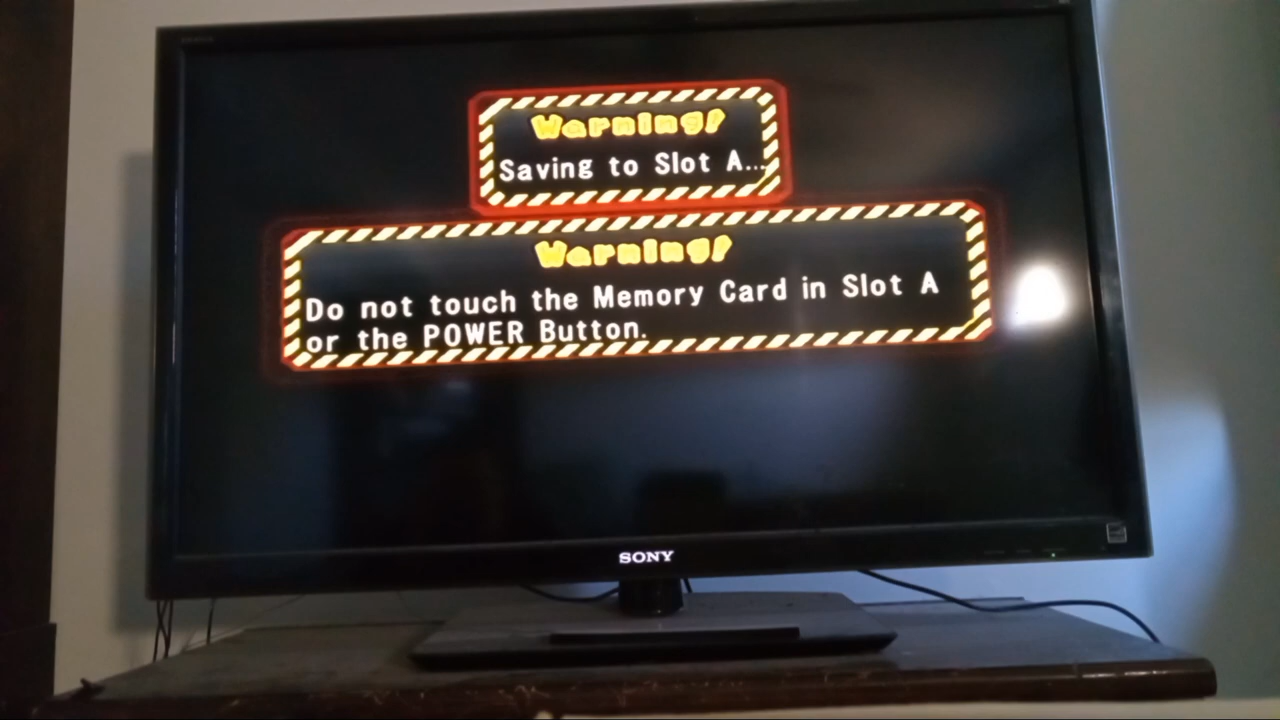 Warning!
Saving to Slot A...
Warning!
Do not touch the Memory Card in Slot A
or the POWER Button.
SONY